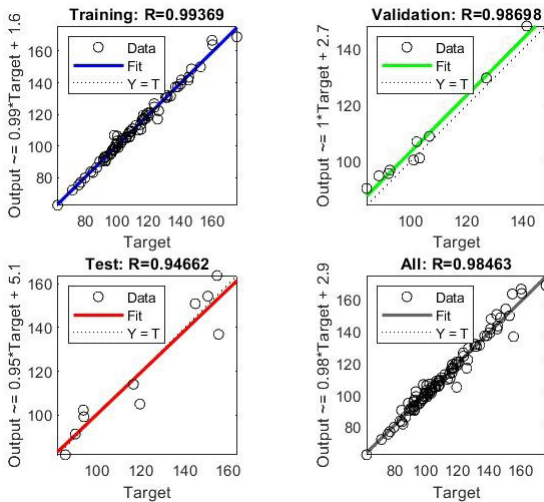 Training: R=0.99369
Output ~= 0.99*Target + 1.6
160
140
120
100
80
Data
Fit
Y = T
80 100 120 140 160
Target
Validation: R=0.98698
Output ~= 1*Target + 2.7
140
120
100
Data
Fit
Y = T
100 120 140
Target
Test: R=0.94662
Output ~= 0.95*Target + 5.1
160
140
120
100
Data
Fit
Y = T
100 120 140 160
Target
All: R=0.98463
Output ~= 0.98*Target + 2.9
160
140
120
100
80
Data
Fit
Y = T
80 100 120 140 160
Target